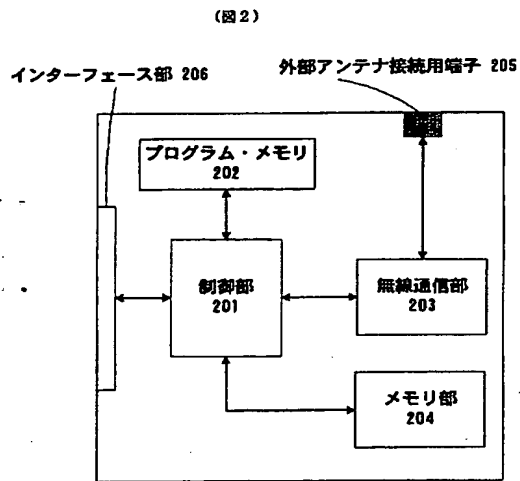 (図2)
インターフェース部 206
外部アンテナ接続用端子 205
プログラム・メモリ
202
制御部
201
無線通信部
203
メモリ部
204